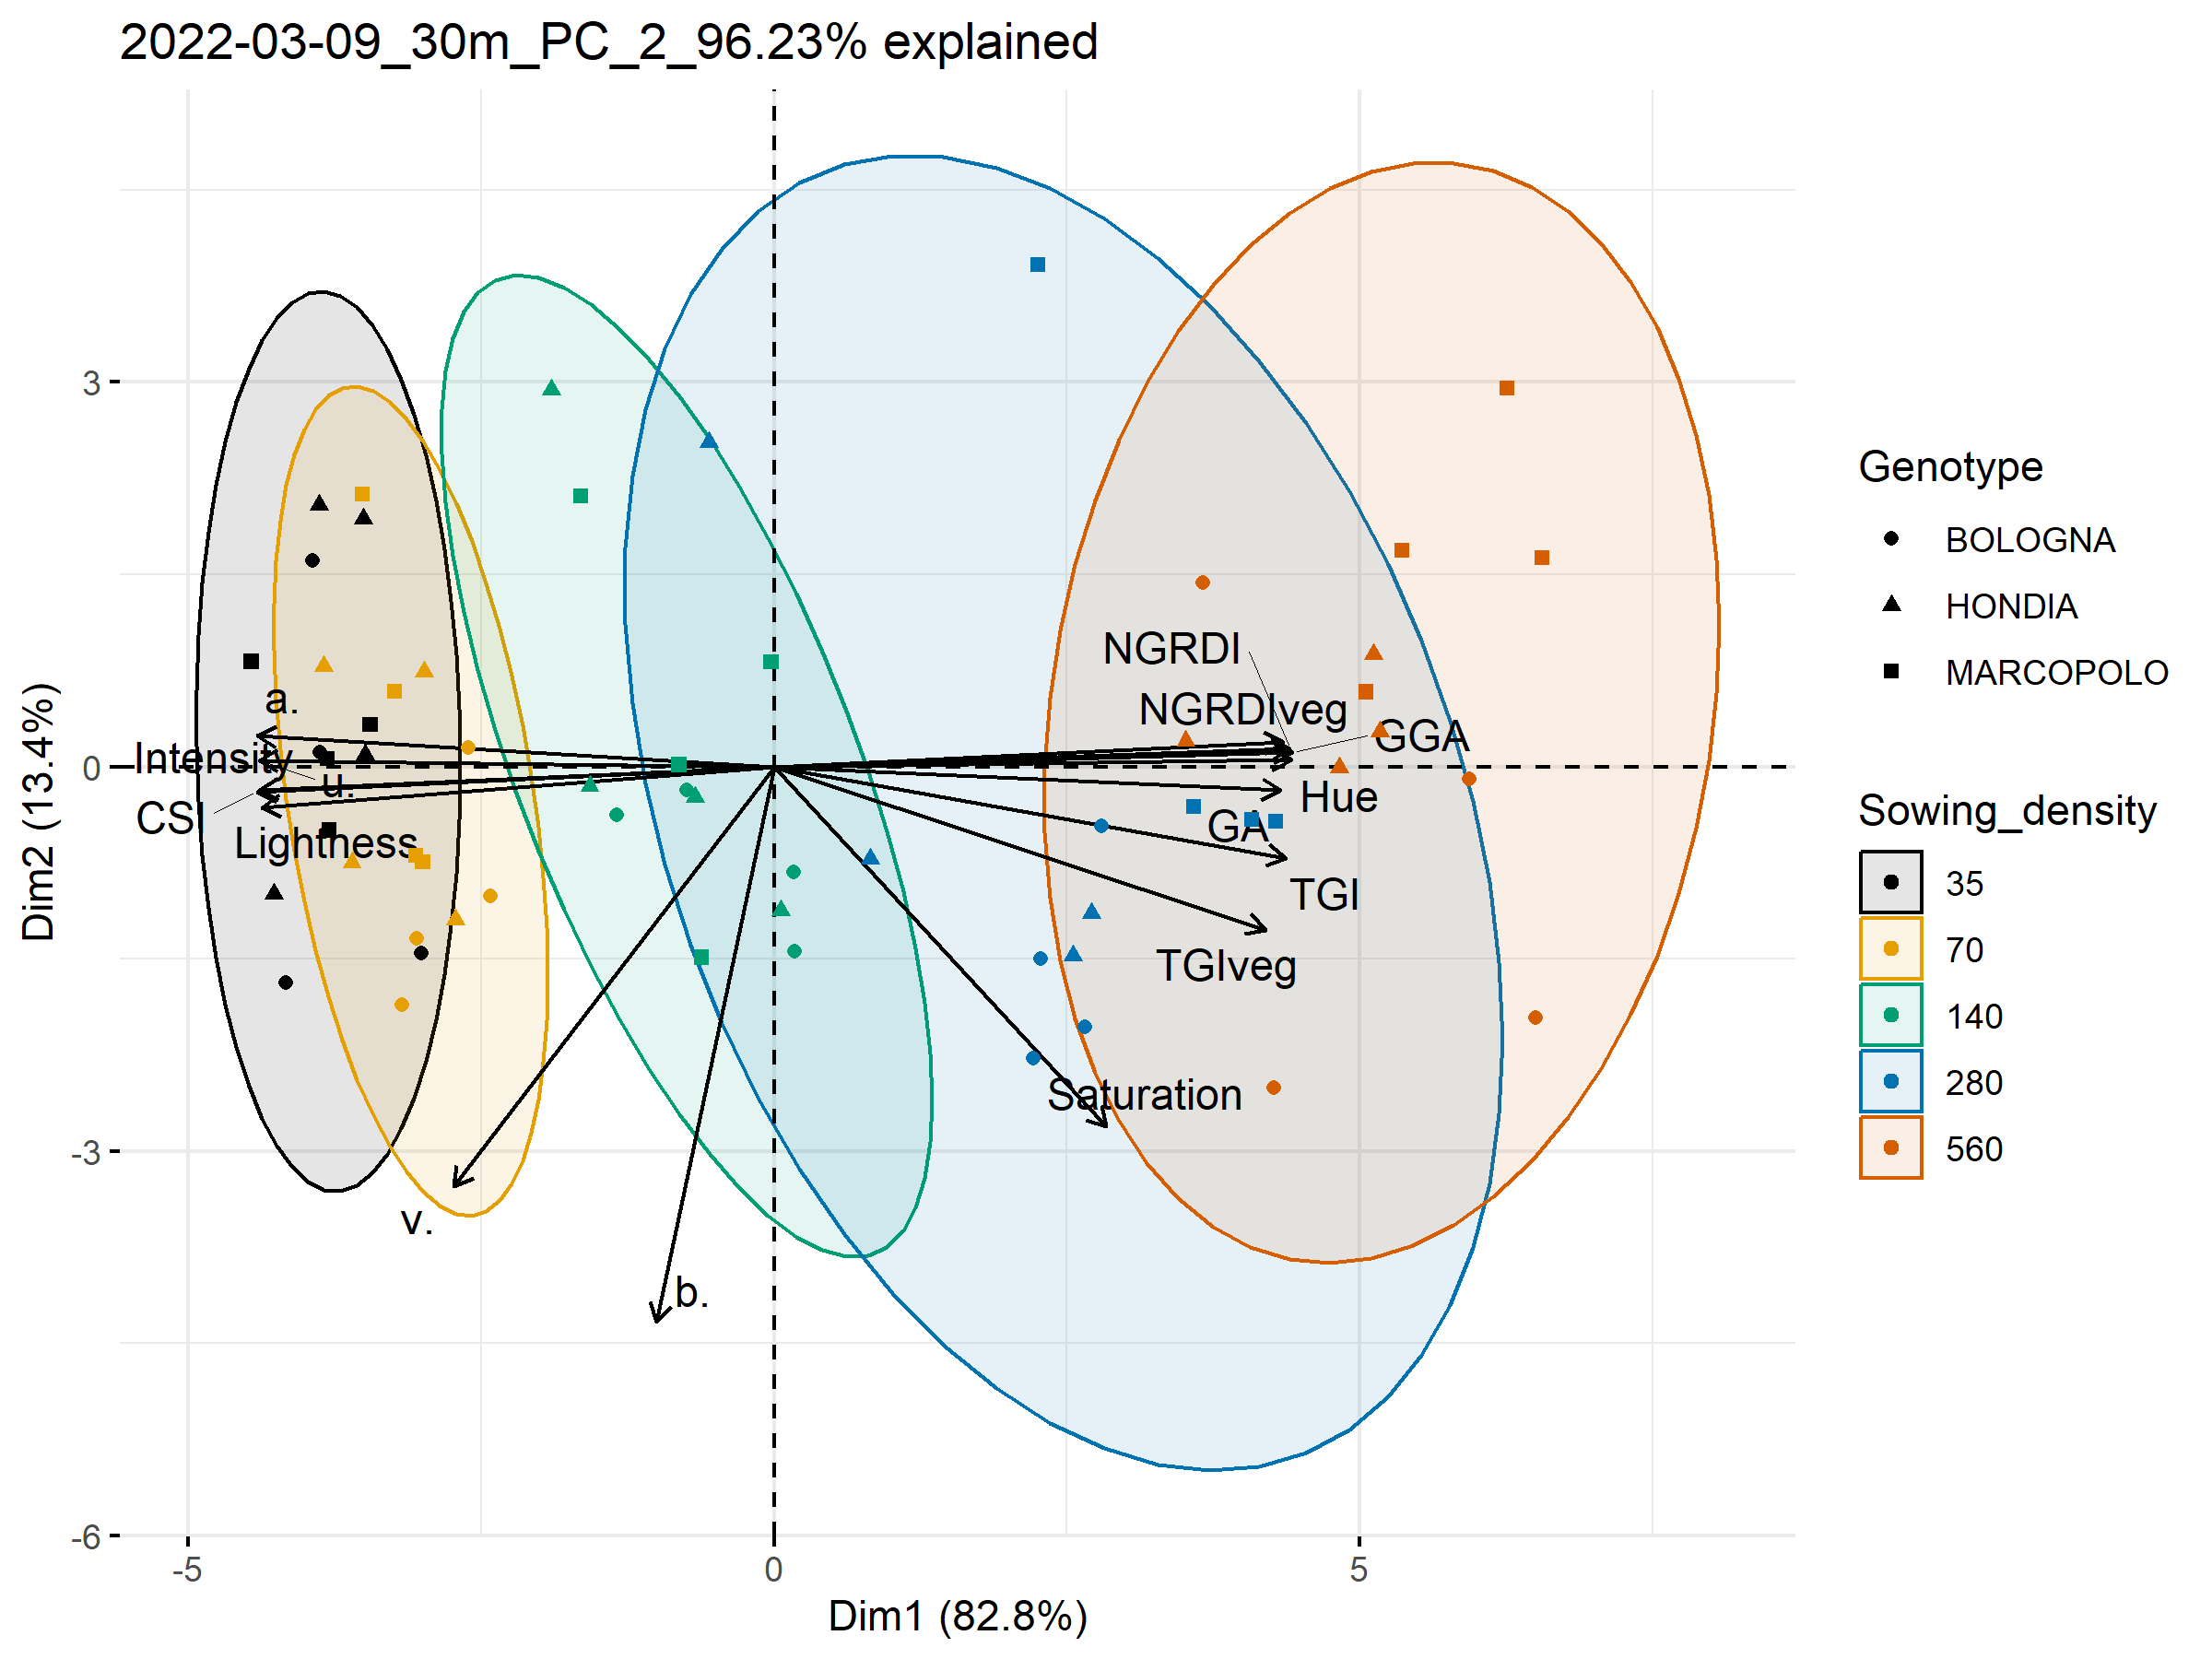 2022-03-09_30m_PC_2_96.23% explained
Dim2 (13.4%)
3
0
-3
-6
-5
0
5
Dim1 (82.8%)
NGRDI
a.
NGRDIveg
GGA
Intensity
u.
Hue
CSI
GA
Lightness
TGI
TGIveg
Saturation
v.
b.
Genotype
BOLOGNA
HONDIA
MARCOPOLO
Sowing_density
35
70
140
280
560